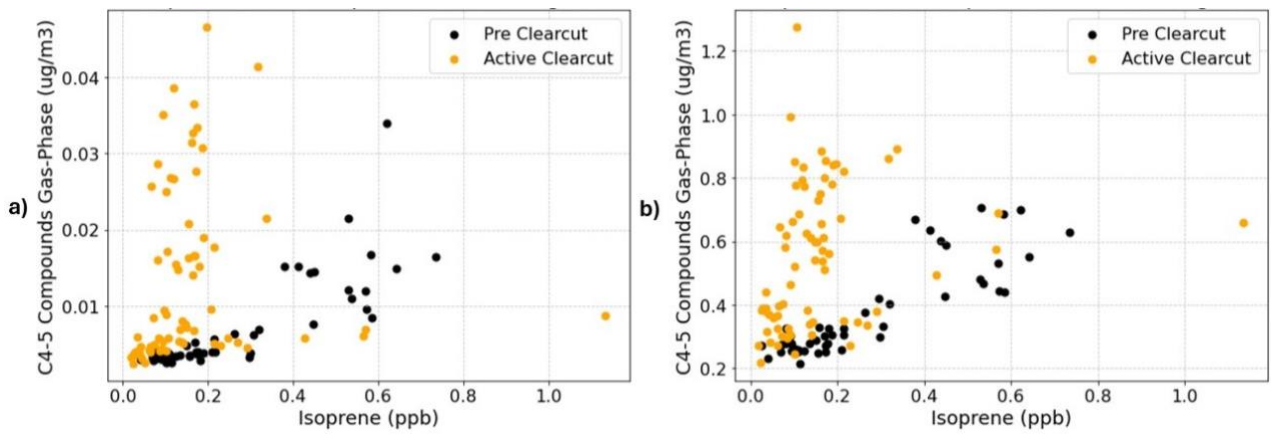 a)
C4-5 Compounds Gas-Phase (ug/m3)
0.04
0.03
0.02
0.01
Pre Clearcut
Active Clearcut
0.0 0.2 0.4 0.6 0.8 1.0
Isoprene (ppb)
b)
C4-5 Compounds Gas-Phase (ug/m3)
1.2
1.0
0.8
0.6
0.4
0.2
Pre Clearcut
Active Clearcut
0.0 0.2 0.4 0.6 0.8 1.0
Isoprene (ppb)